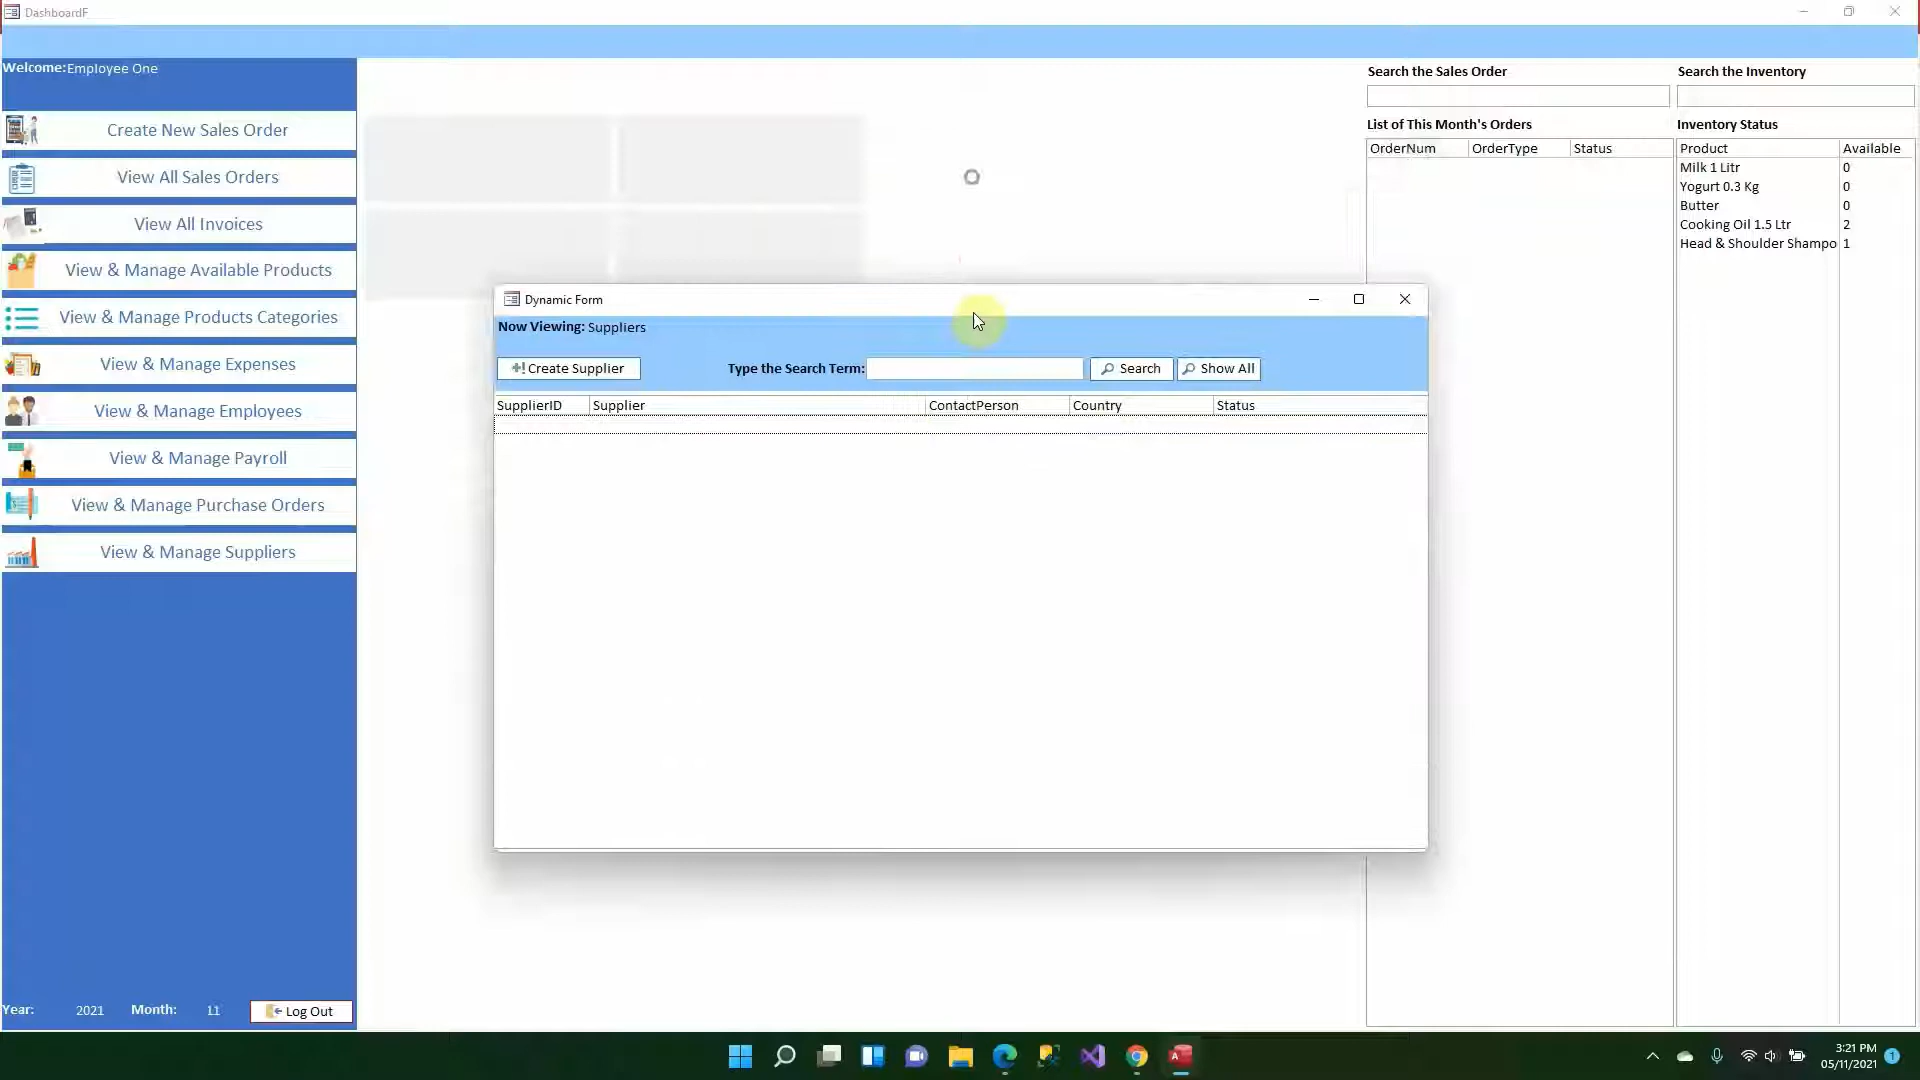 DashboardF
Welcome:Employee One
Create New Sales Order
View All Sales Orders
View All Invoices
View & Manage Available Products
View & Manage Products Categories
View & Manage Expenses
View & Manage Employees
View & Manage Payroll
View & Manage Purchase Orders
View & Manage Suppliers
Year: 2021 Month: 11 Log Out
Dynamic Form
Now Viewing: Suppliers
Create Supplier Type the Search Term: Search Show All
SupplierID Supplier ContactPerson Country Status
Search the Sales Order
List of This Month's Orders
OrderNum OrderType Status
Search the Inventory
Inventory Status
Product Available
Milk 1 Litr 0
Yogurt 0.3 Kg 0
Butter 0
Cooking Oil 1.5 Ltr 2
Head & Shoulder Shampo 1
3:21 PM
05/11/2021
1